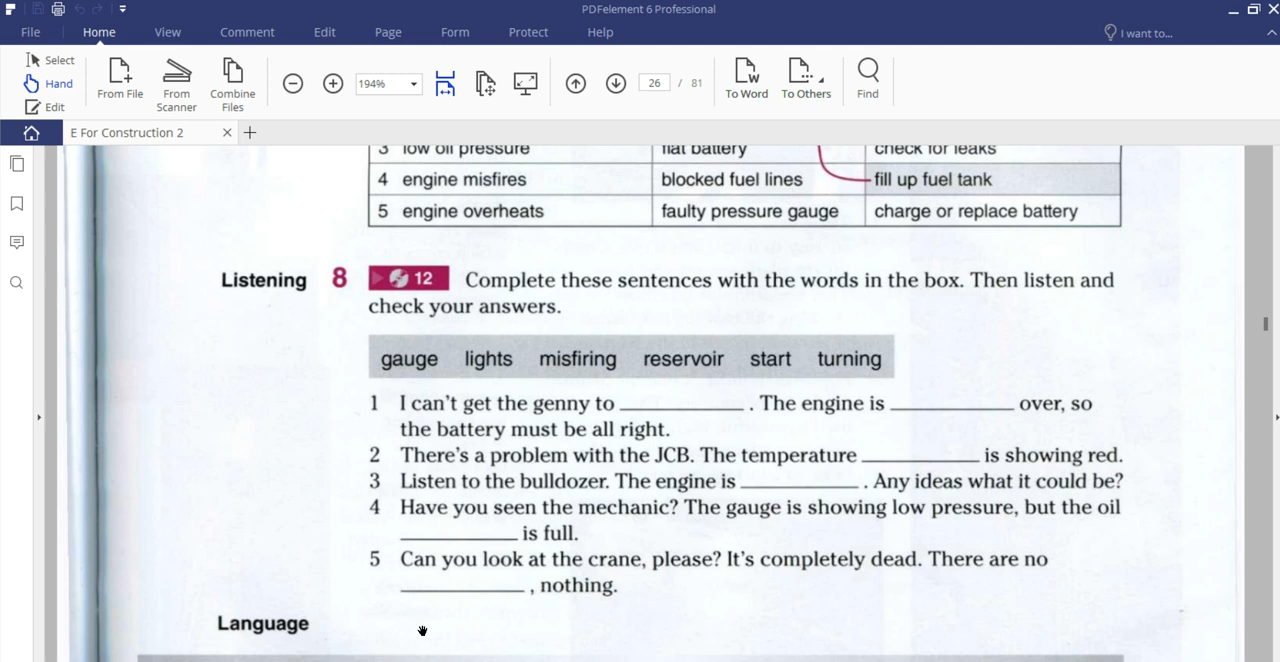 PDFelement 6 Professional
File Home View Comment Edit Page Form Protect Help I want to...
Select
Hand
Edit
From File
From Scanner
Combine Files
194%
26 / 81
To Word
To Others
Find
E For Construction 2
3 low oil pressure flat battery check for leaks
4 engine misfires blocked fuel lines fill up fuel tank
5 engine overheats faulty pressure gauge charge or replace battery
Listening 8 12 Complete these sentences with the words in the box. Then listen and
check your answers.
gauge lights misfiring reservoir start turning
1 I can't get the genny to ____________ . The engine is ____________ over, so
the battery must be all right.
2 There's a problem with the JCB. The temperature ____________ is showing red.
3 Listen to the bulldozer. The engine is ____________ . Any ideas what it could be?
4 Have you seen the mechanic? The gauge is showing low pressure, but the oil
____________ is full.
5 Can you look at the crane, please? It's completely dead. There are no
____________ , nothing.
Language